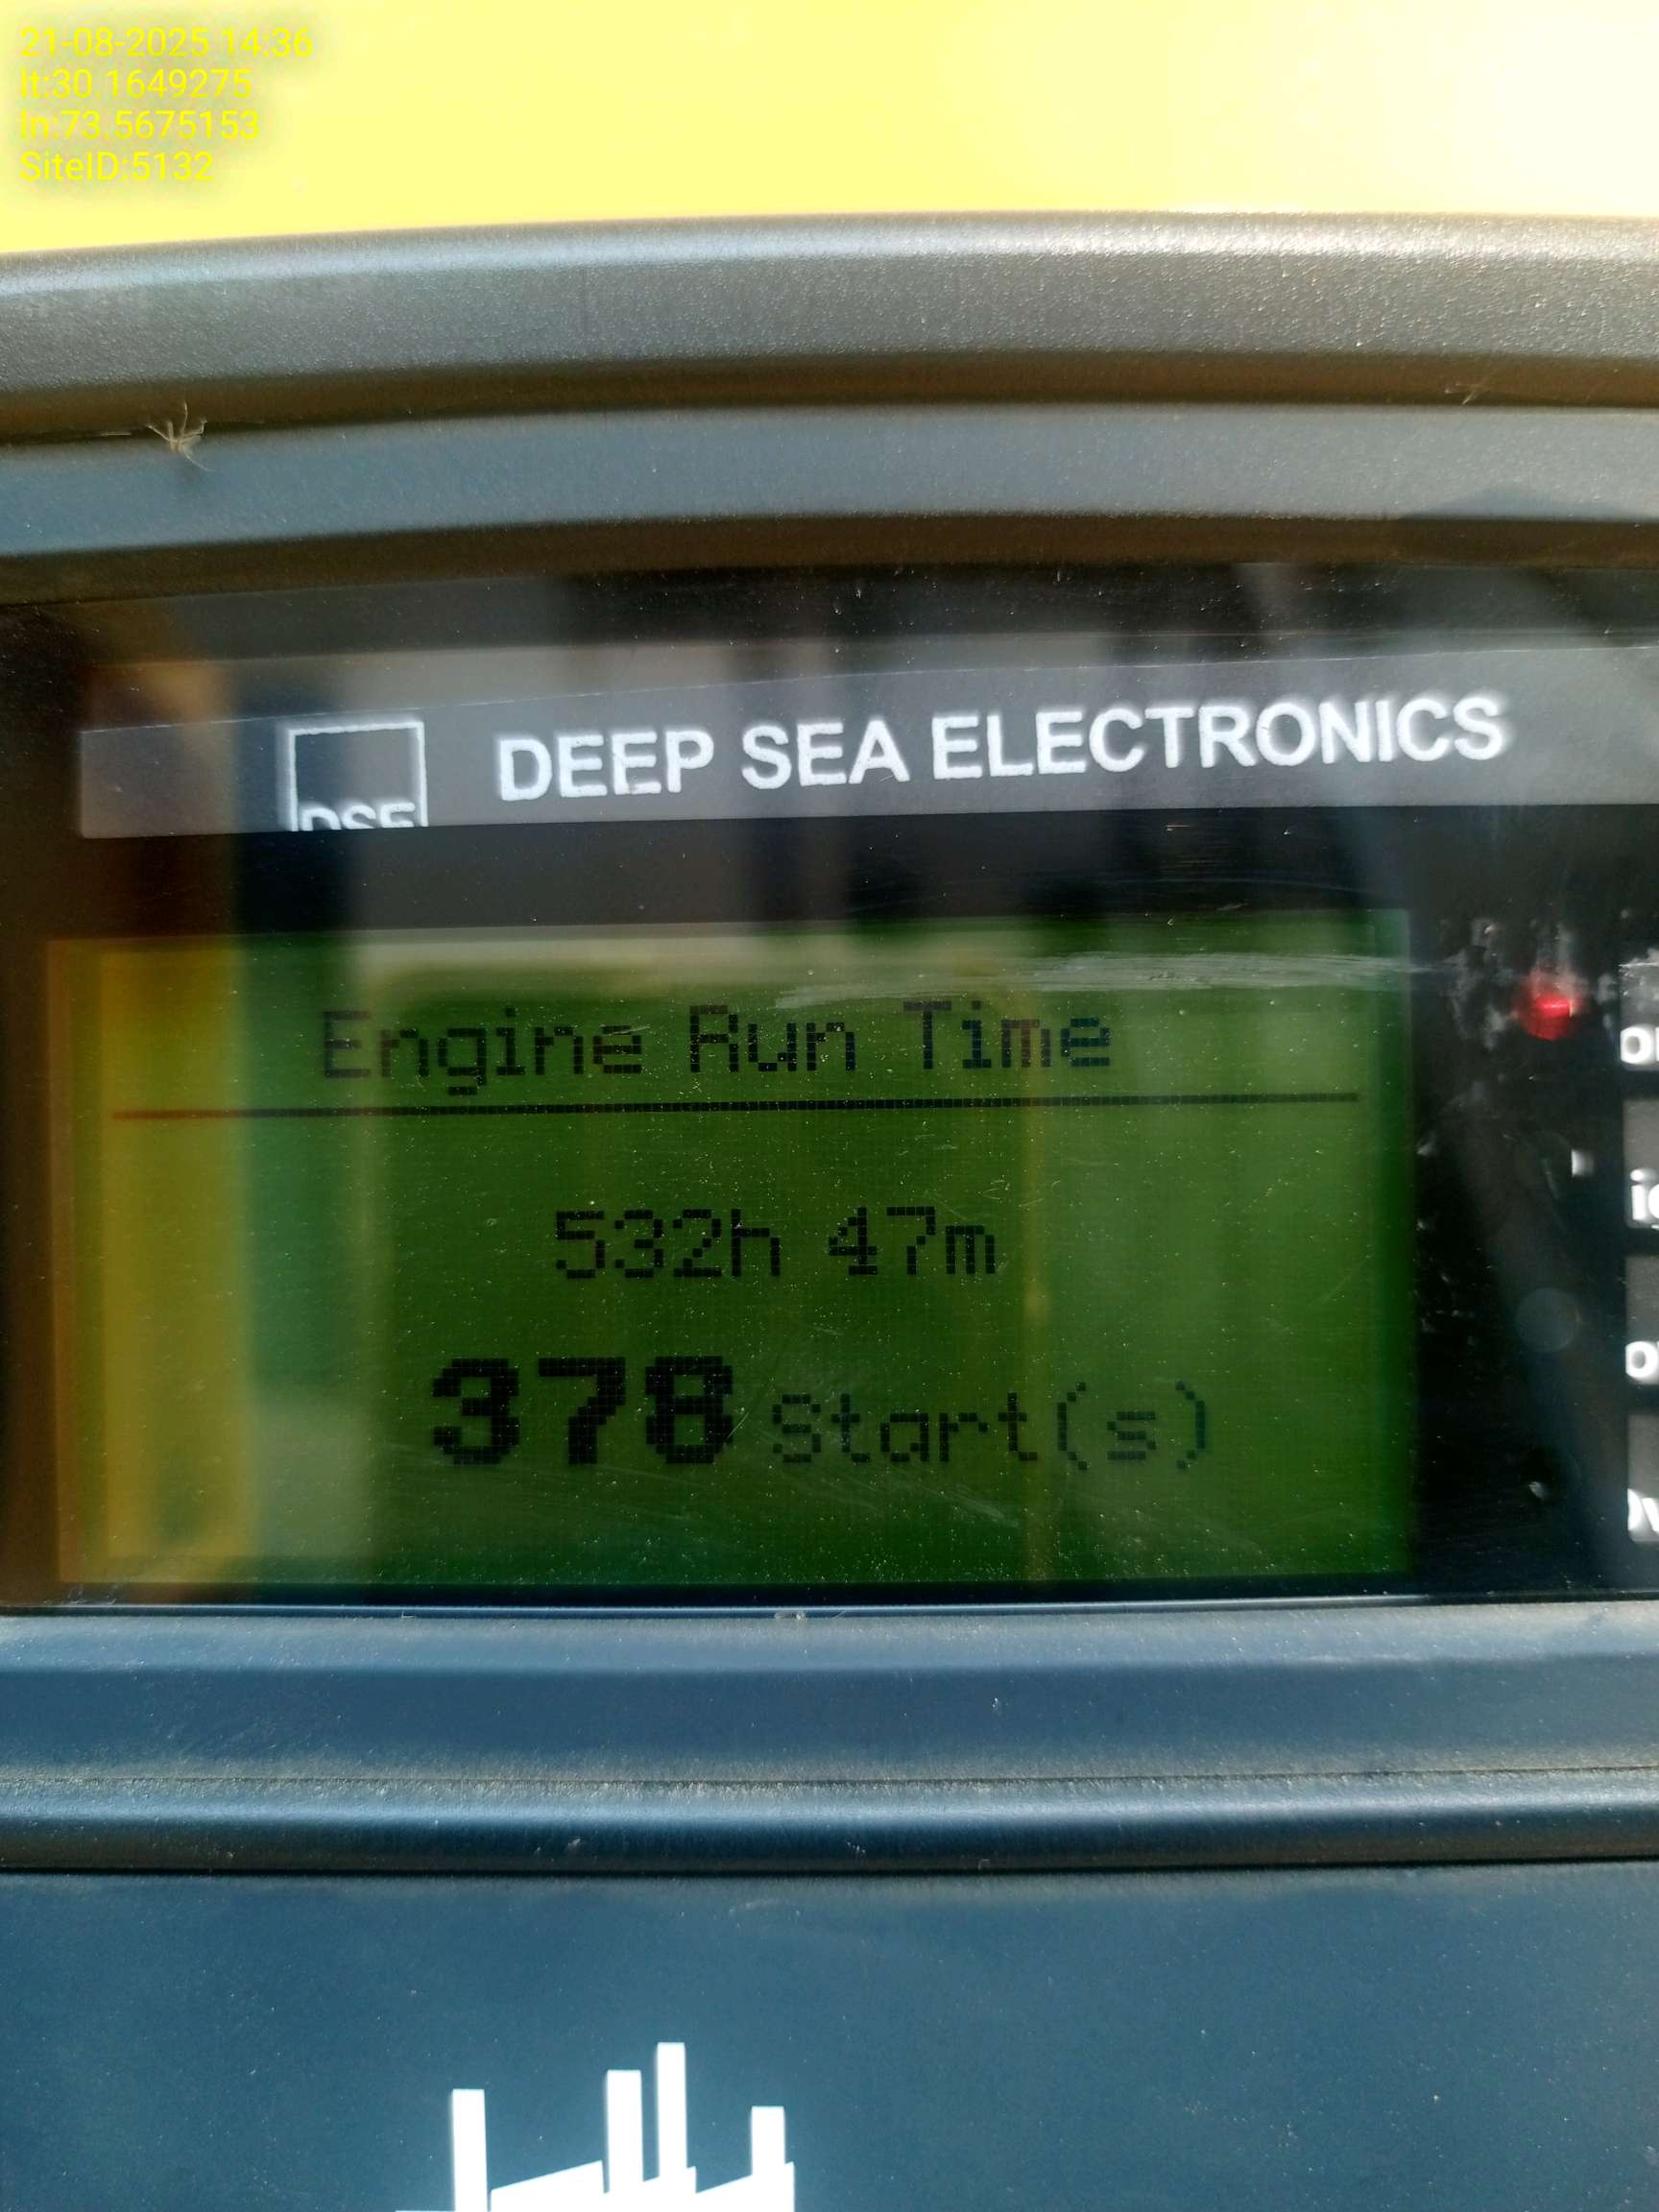 21-08-2025 14:36
lt:30.1649275
ln:73.5675153
SiteID:5132
DSE DEEP SEA ELECTRONICS
Engine Run Time
532h 47m
378 Start(s)